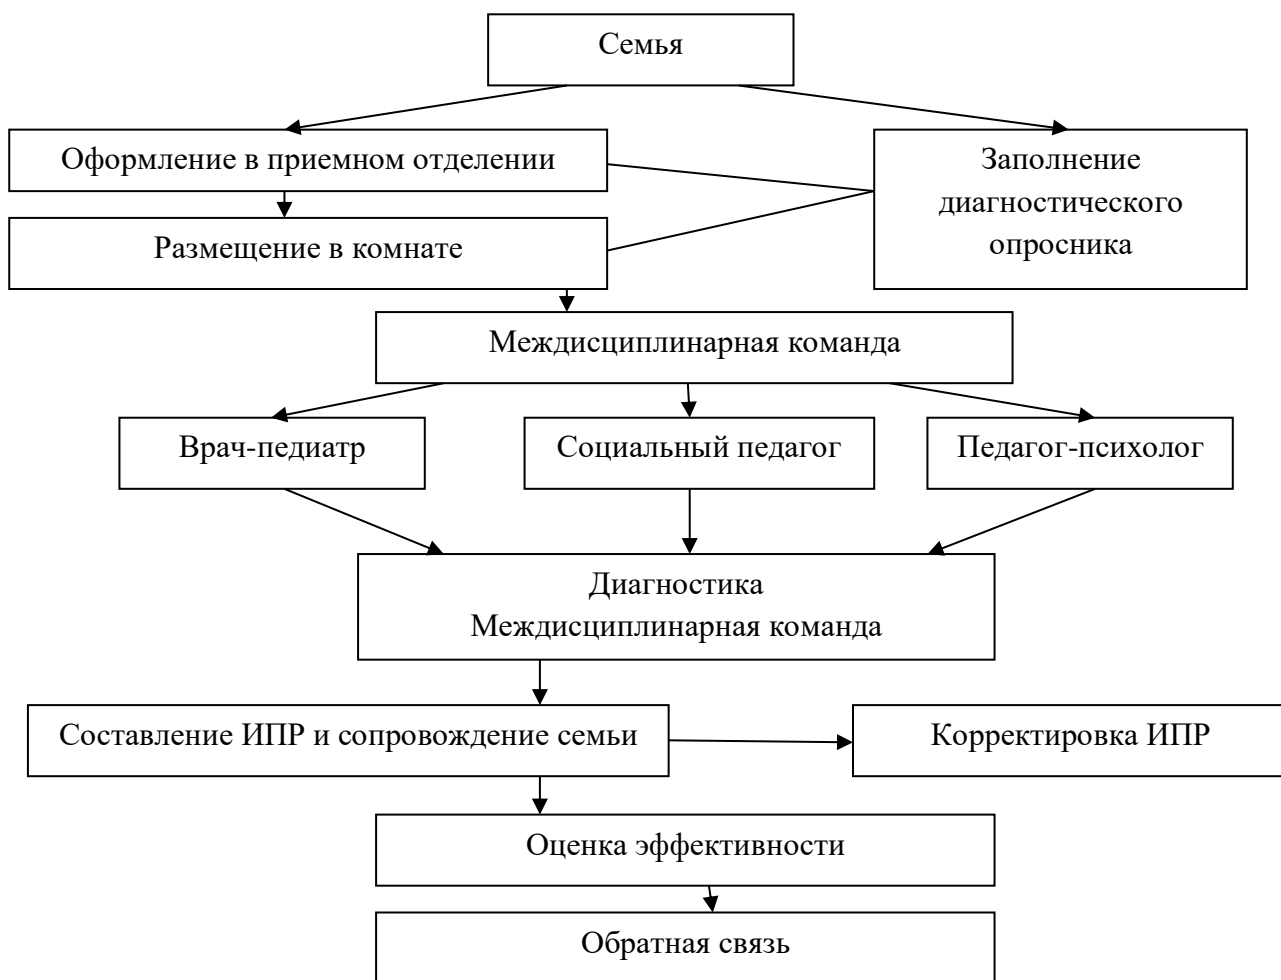 Семья
Оформление в приемном отделении
Заполнение
диагностического
опросника
Размещение в комнате
Междисциплинарная команда
Врач-педиатр
Социальный педагог
Педагог-психолог
Диагностика
Междисциплинарная команда
Составление ИПР и сопровождение семьи
Корректировка ИПР
Оценка эффективности
Обратная связь